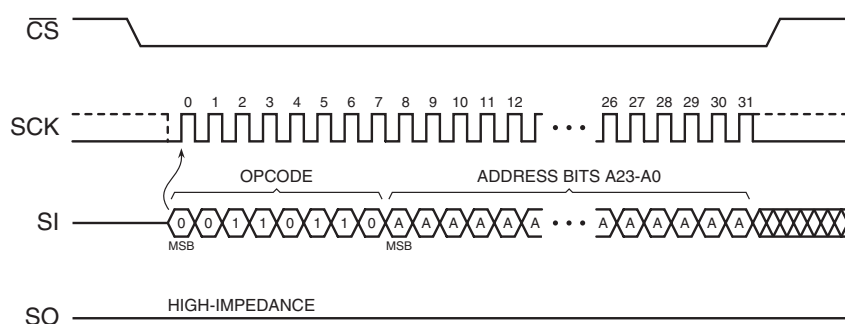 CS
0 1 2 3 4 5 6 7 8 9 10 11 12 26 27 28 29 30 31
SCK • • •
OPCODE ADDRESS BITS A23-A0
SI 0 0 1 1 0 1 1 0 A A A A A A • • • A A A A A A
MSB MSB
HIGH-IMPEDANCE
SO